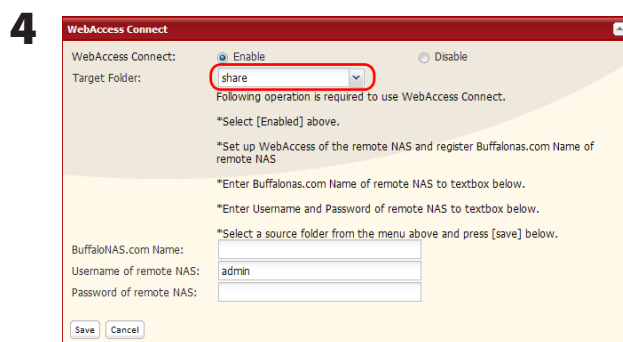 4
WebAccess Connect
WebAccess Connect: Enable Disable
Target Folder: share
Following operation is required to use WebAccess Connect.
*Select [Enabled] above.
*Set up WebAccess of the remote NAS and register Buffalonas.com Name of
remote NAS
*Enter Buffalonas.com Name of remote NAS to textbox below.
*Enter Username and Password of remote NAS to textbox below.
*Select a source folder from the menu above and press [save] below.
BuffaloNAS.com Name:
Username of remote NAS: admin
Password of remote NAS:
Save Cancel